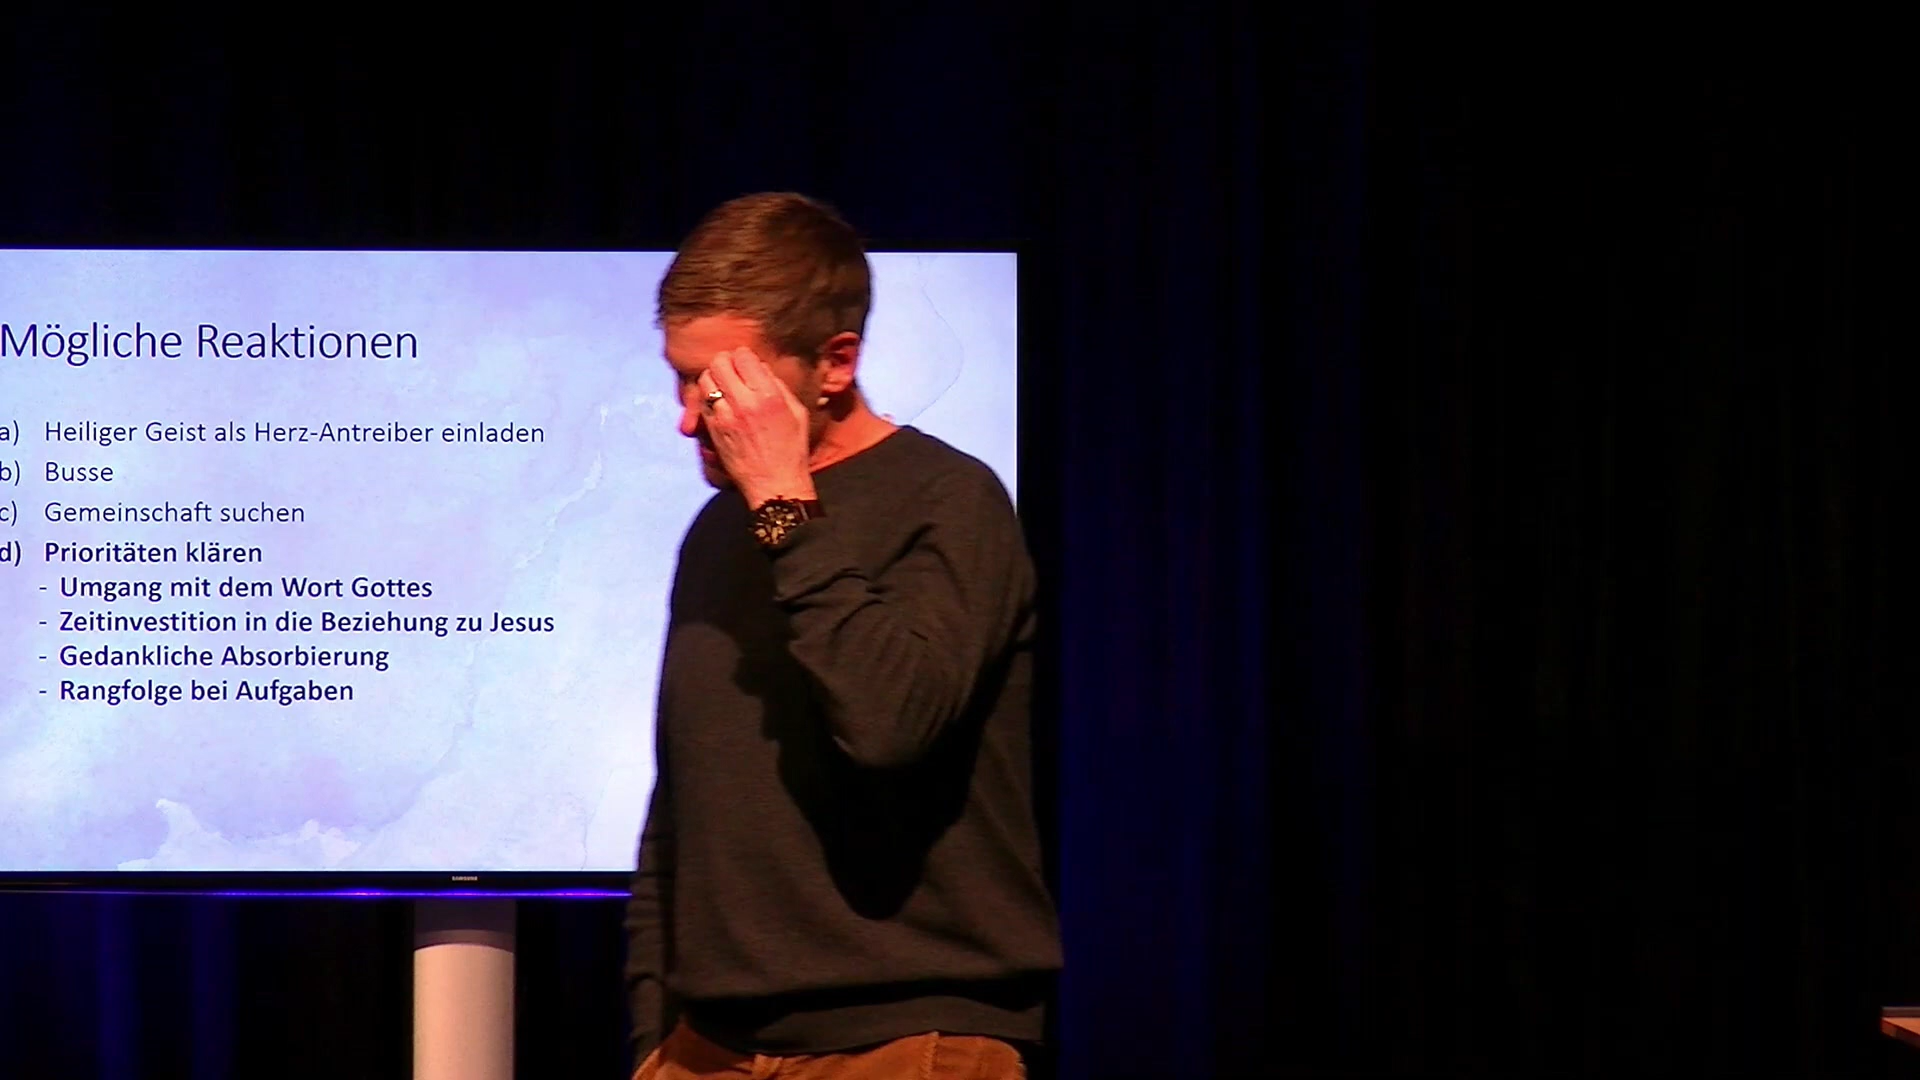 Mögliche Reaktionen
a) Heiliger Geist als Herz-Antreiber einladen
b) Busse
c) Gemeinschaft suchen
d) Prioritäten klären
- Umgang mit dem Wort Gottes
- Zeitinvestition in die Beziehung zu Jesus
- Gedankliche Absorbierung
- Rangfolge bei Aufgaben
SAMSUNG